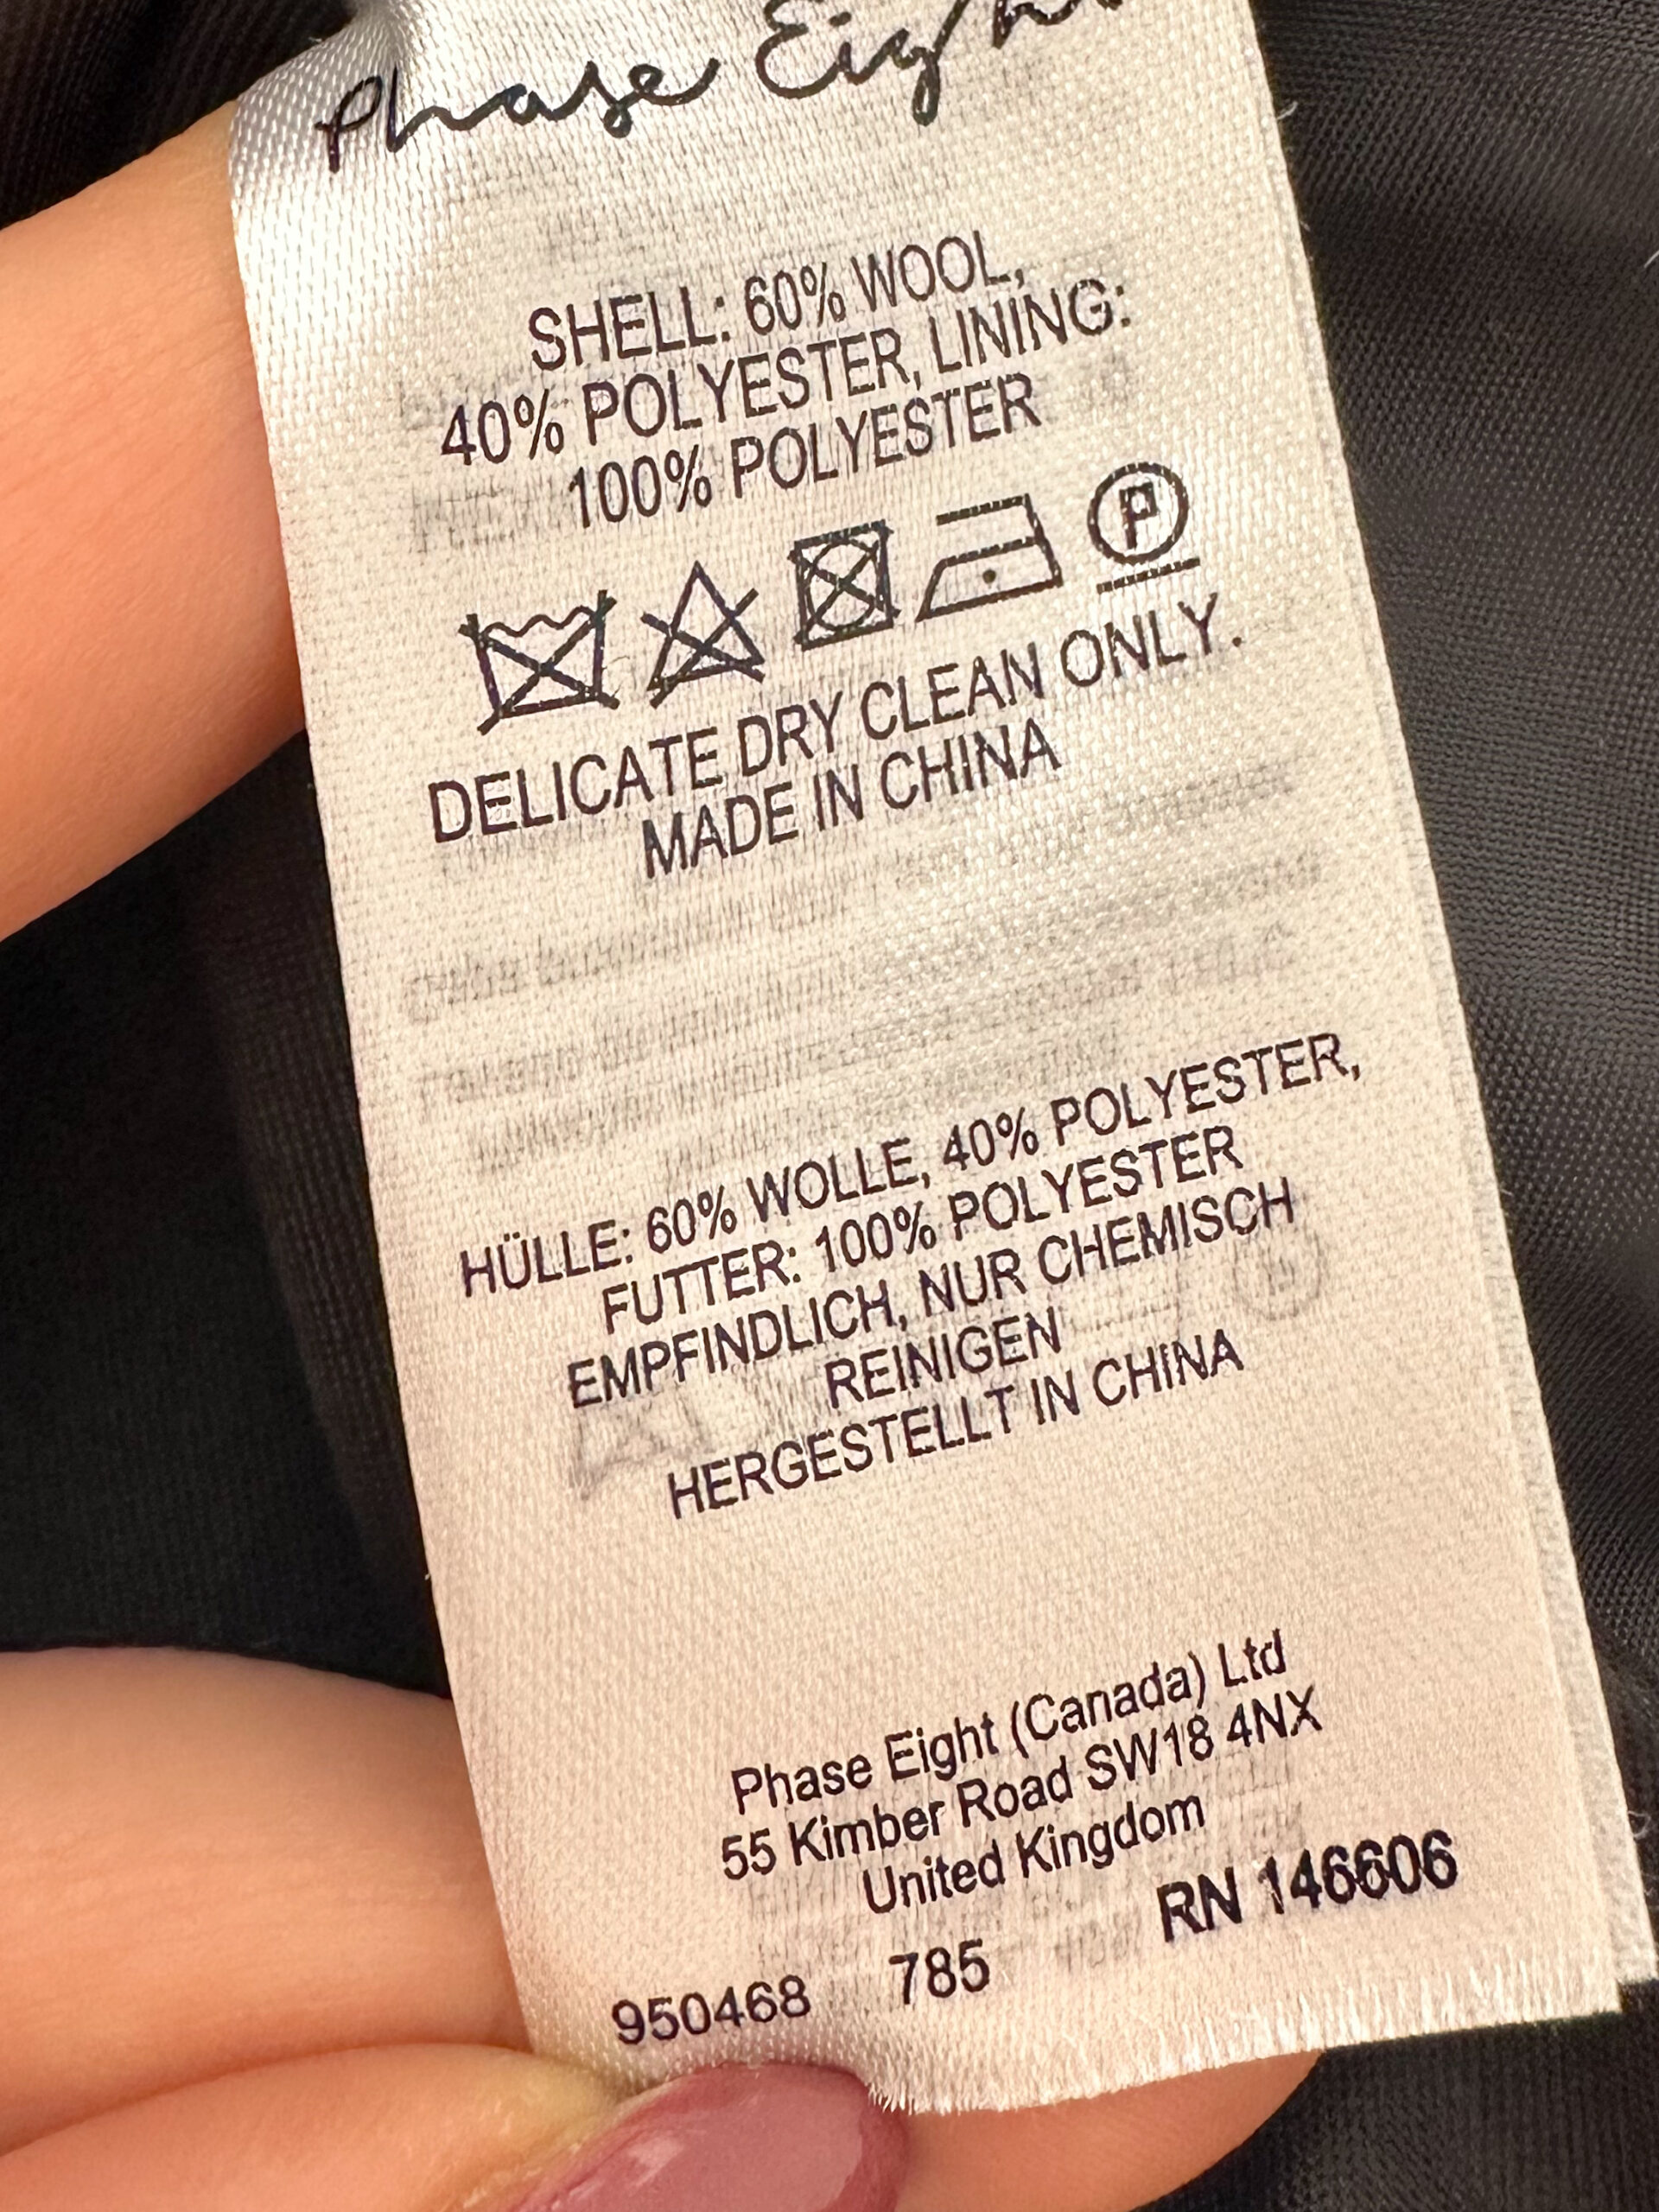 Phase Eight
SHELL: 60% WOOL,
40% POLYESTER, LINING:
100% POLYESTER
P
DELICATE DRY CLEAN ONLY.
MADE IN CHINA
HÜLLE: 60% WOLLE, 40% POLYESTER,
FUTTER: 100% POLYESTER
EMPFINDLICH, NUR CHEMISCH
REINIGEN
HERGESTELLT IN CHINA
Phase Eight (Canada) Ltd
55 Kimber Road SW18 4NX
United Kingdom
RN 146606
950468 785